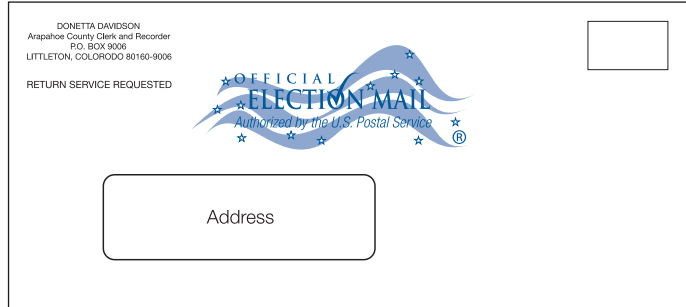 DONETTA DAVIDSON
Arapahoe County Clerk and Recorder
P.O. BOX 9006
LITTLETON, COLORODO 80160-9006
RETURN SERVICE REQUESTED
OFFICIAL
ELECTION MAIL
Authorized by the U.S. Postal Service
®
Address